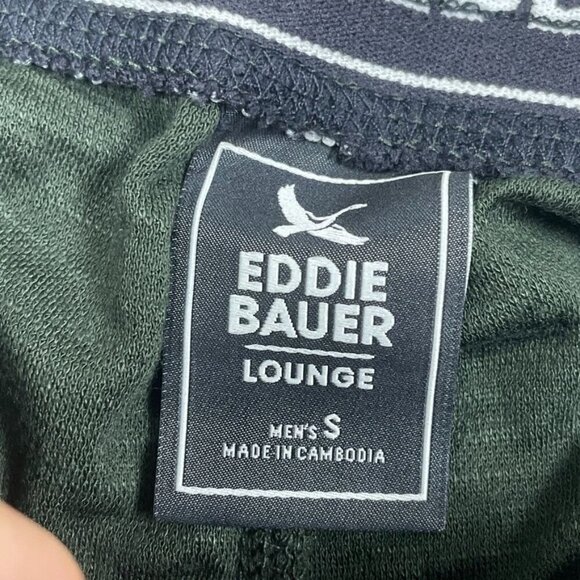 EDDIE
BAUER
LOUNGE
MEN'S S
MADE IN CAMBODIA